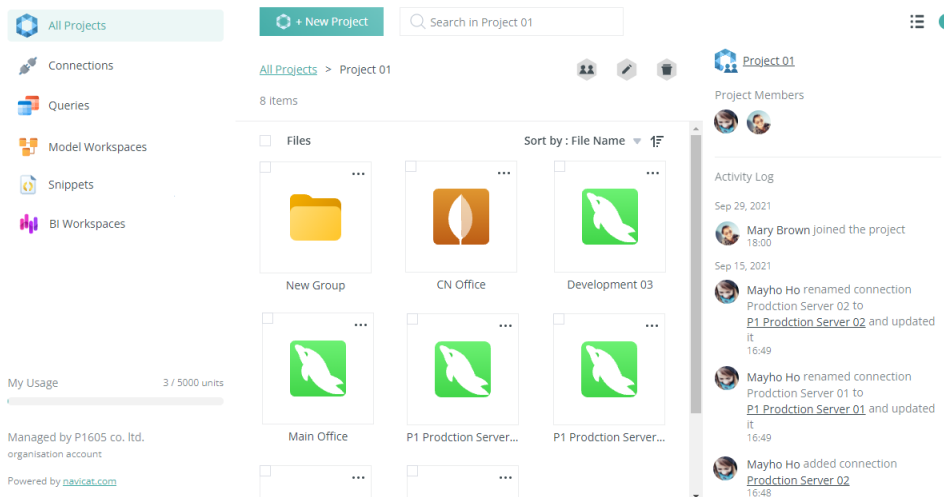 All Projects
Connections
Queries
Model Workspaces
Snippets
BI Workspaces
My Usage
3 / 5000 units
Managed by P1605 co. ltd.
organisation account
Powered by navicat.com
+ New Project
Search in Project 01
All Projects > Project 01
8 items
Files
Sort by : File Name
New Group
CN Office
Development 03
Main Office
P1 Prodction Server...
P1 Prodction Server...
Project 01
Project Members
Activity Log
Sep 29, 2021
Mary Brown joined the project
18:00
Sep 15, 2021
Mayho Ho renamed connection
Prodction Server 02 to
P1 Prodction Server 02 and updated
it
16:49
Mayho Ho renamed connection
Prodction Server 01 to
P1 Prodction Server 01 and updated
it
16:49
Mayho Ho added connection
Prodction Server 02
16:48